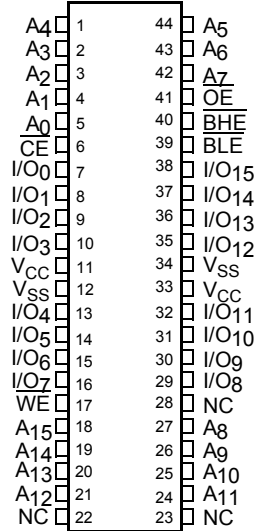 A4 1 44 A5
A3 2 43 A6
A2 3 42 A7
A1 4 41 OE
A0 5 40 BHE
CE 6 39 BLE
I/O0 7 38 I/O15
I/O1 8 37 I/O14
I/O2 9 36 I/O13
I/O3 10 35 I/O12
VCC 11 34 VSS
VSS 12 33 VCC
I/O4 13 32 I/O11
I/O5 14 31 I/O10
I/O6 15 30 I/O9
I/O7 16 29 I/O8
WE 17 28 NC
A15 18 27 A8
A14 19 26 A9
A13 20 25 A10
A12 21 24 A11
NC 22 23 NC